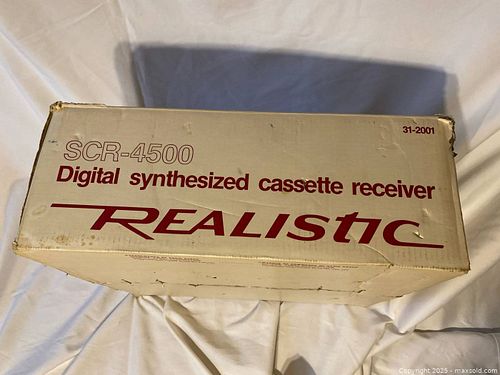 31-2001
SCR-4500
Digital synthesized cassette receiver
REALISTIC
Copyright 2025 - maxsold.com